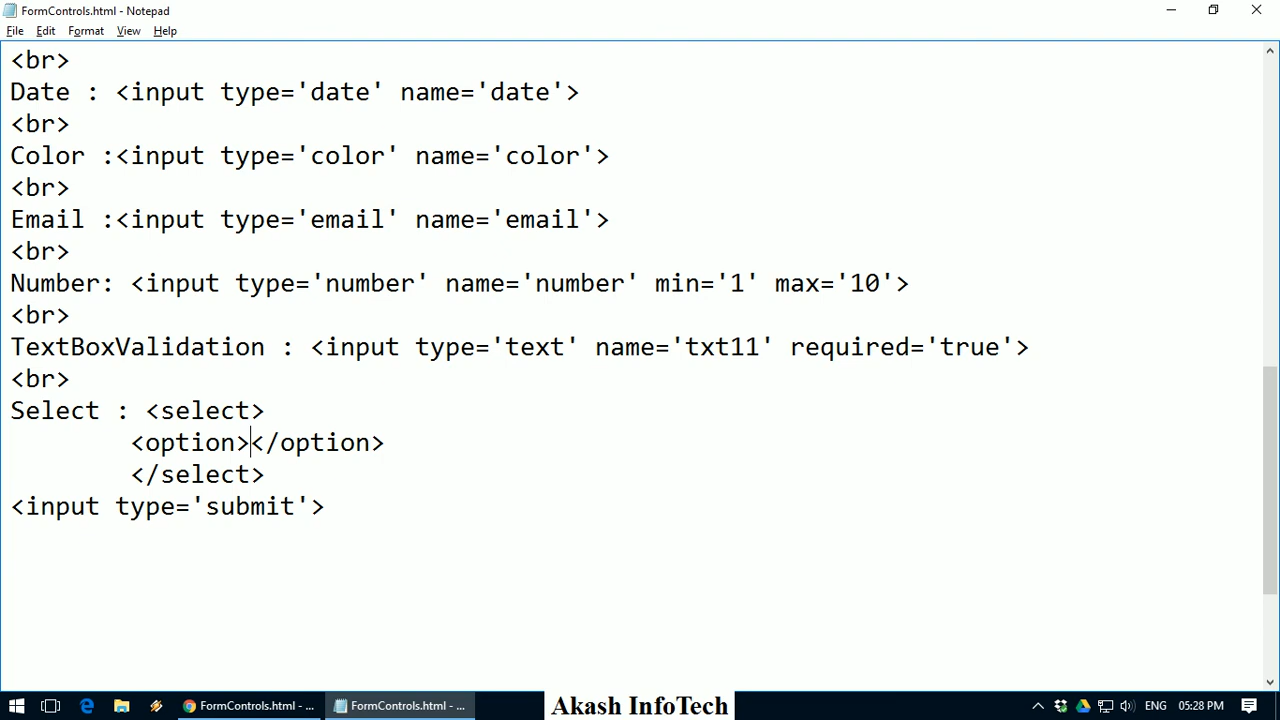 FormControls.html - Notepad
File Edit Format View Help
<br>
Date : <input type='date' name='date'>
<br>
Color :<input type='color' name='color'>
<br>
Email :<input type='email' name='email'>
<br>
Number: <input type='number' name='number' min='1' max='10'>
<br>
TextBoxValidation : <input type='text' name='txt11' required='true'>
<br>
Select : <select>
<option></option>
</select>
<input type='submit'>
FormControls.html - ... FormControls.html - ... Akash InfoTech ENG 05:28 PM